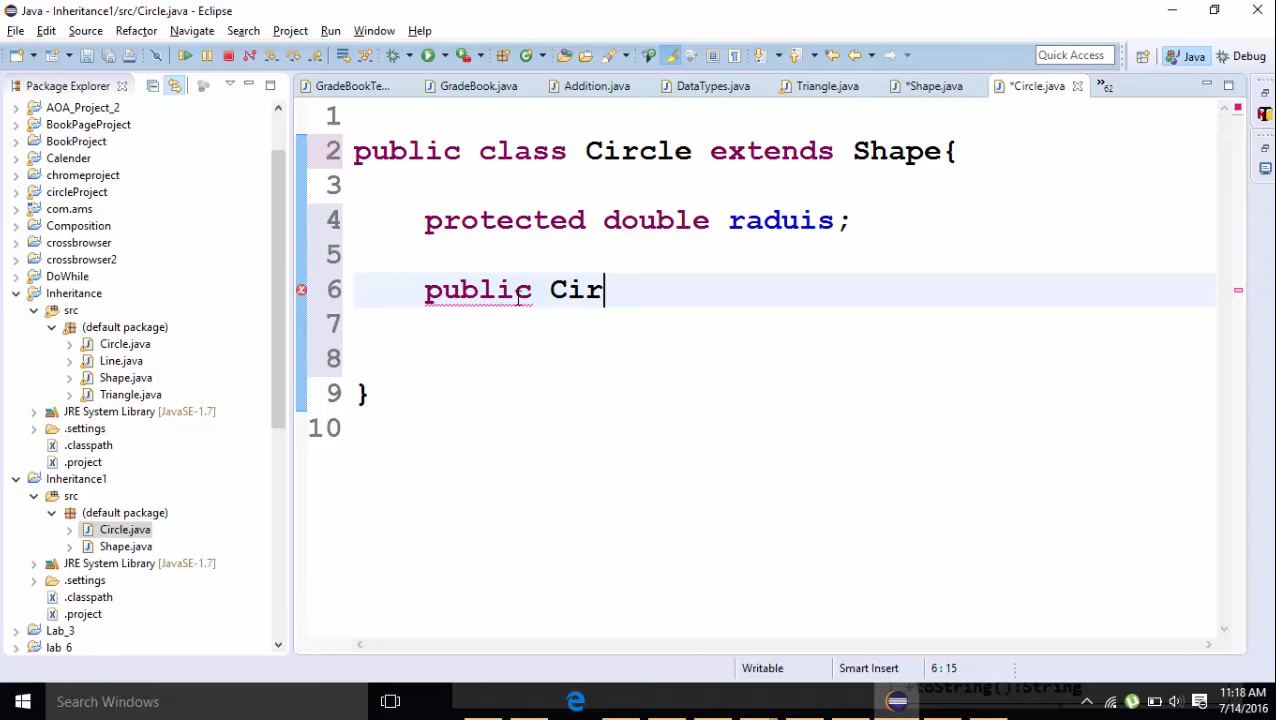 Java - Inheritance1/src/Circle.java - Eclipse
File Edit Source Refactor Navigate Search Project Run Window Help
Quick Access
Java
Debug
Package Explorer
GradeBookTe...
GradeBook.java
Addition.java
DataTypes.java
Triangle.java
*Shape.java
*Circle.java
»62
AOA_Project_2
BookPageProject
BookProject
Calender
chromeproject
circleProject
com.ams
Composition
crossbrowser
crossbrowser2
DoWhile
Inheritance
src
(default package)
Circle.java
Line.java
Shape.java
Triangle.java
JRE System Library [JavaSE-1.7]
.settings
.classpath
.project
Inheritance1
src
(default package)
Circle.java
Shape.java
JRE System Library [JavaSE-1.7]
.settings
.classpath
.project
Lab_3
lab 6
1
2 public class Circle extends Shape{
3
4 protected double raduis;
5
6 public Cir
7
8
9 }
10
Writable
Smart Insert
6 : 15
Search Windows
+toString():String
11:18 AM
7/14/2016